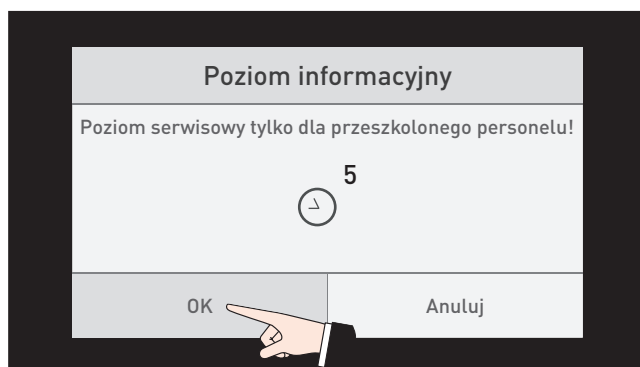 Poziom informacyjny
Poziom serwisowy tylko dla przeszkolonego personelu!
5
OK
Anuluj